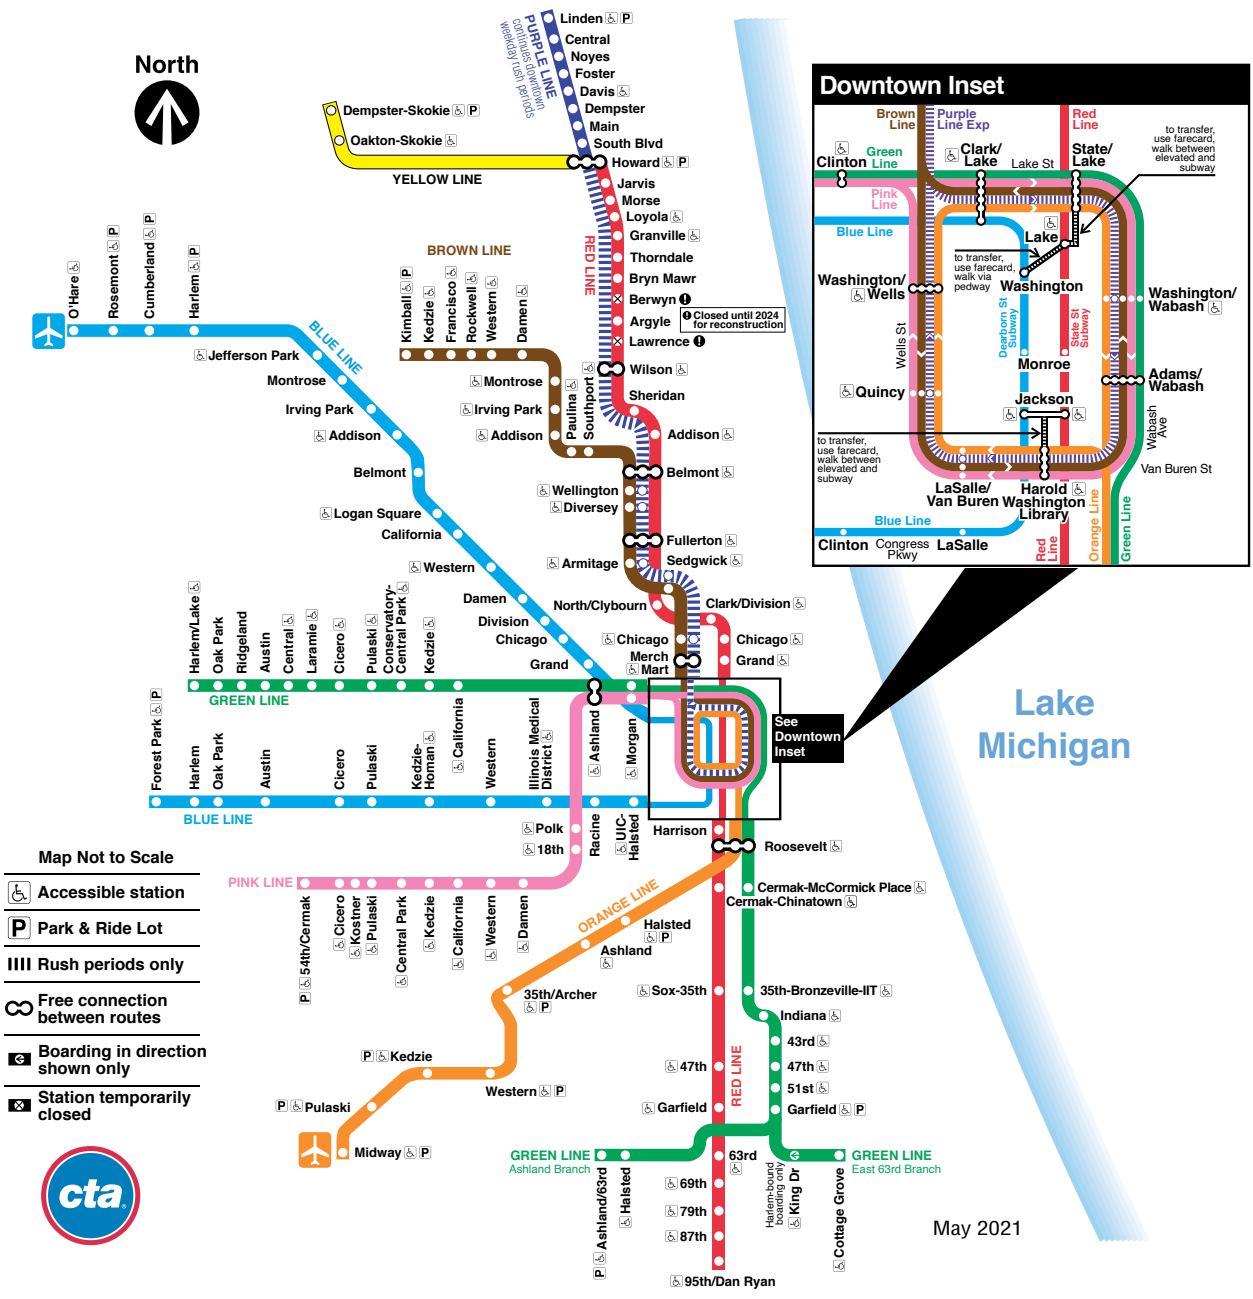 North
PURPLE LINE
continues downtown
weekday rush periods
Linden P
Central
Noyes
Foster
Davis
Dempster
Main
South Blvd
Howard P
Dempster-Skokie P
Oakton-Skokie
YELLOW LINE
Jarvis
Morse
Loyola
Granville
Thorndale
Bryn Mawr
Berwyn !
Argyle
! Closed until 2024
for reconstruction
Lawrence !
Wilson
Sheridan
RED LINE
Addison
Belmont
Fullerton
Sedgwick
North/Clybourn
Clark/Division
Chicago
Grand
BROWN LINE
Kimball P
Kedzie
Francisco
Rockwell
Western
Damen
Montrose
Irving Park
Addison
Paulina
Southport
Wellington
Diversey
Armitage
Chicago
Merch
Mart
O'Hare
Rosemont P
Cumberland P
Harlem P
BLUE LINE
Jefferson Park
Montrose
Irving Park
Addison
Belmont
Logan Square
California
Western
Damen
Division
Chicago
Grand
Harlem/Lake
Oak Park
Ridgeland
Austin
Central
Laramie
Cicero
Pulaski
Conservatory-
Central Park
Kedzie
California
GREEN LINE
Ashland
Morgan
Forest Park P
Harlem
Oak Park
Austin
Cicero
Pulaski
Kedzie-
Homan
California
Western
Illinois Medical
District
Racine
UIC-
Halsted
BLUE LINE
Polk
18th
PINK LINE
P 54th/Cermak
Cicero
Kostner
Pulaski
Central Park
Kedzie
California
Western
Damen
See
Downtown
Inset
Harrison
Roosevelt
Cermak-McCormick Place
Cermak-Chinatown
ORANGE LINE
Halsted
P
Ashland
35th/Archer
P
P Kedzie
Western P
P Pulaski
Midway P
Sox-35th
35th-Bronzeville-IIT
Indiana
43rd
47th
47th
51st
RED LINE
Garfield
Garfield P
GREEN LINE
Ashland Branch
P Ashland/63rd
Halsted
63rd
Harlem-bound
boarding only
King Dr
Cottage Grove
GREEN LINE
East 63rd Branch
69th
79th
87th
95th/Dan Ryan
Map Not to Scale
Accessible station
P Park & Ride Lot
Rush periods only
Free connection
between routes
Boarding in direction
shown only
Station temporarily
closed
cta
Lake
Michigan
May 2021
Downtown Inset
Brown
Line
Purple
Line Exp
Red
Line
to transfer,
use farecard,
walk between
elevated and
subway
Clinton
Green
Line
Clark/
Lake
Lake St
State/
Lake
Pink
Line
Blue Line
Lake
to transfer,
use farecard,
walk via
pedway
Washington
Washington/
Wells
Washington/
Wabash
Wells St
Dearborn St
Subway
State St
Subway
Monroe
Adams/
Wabash
Quincy
Jackson
Wabash
Ave
to transfer,
use farecard,
walk between
elevated and
subway
Van Buren St
LaSalle/
Van Buren
Harold
Washington
Library
Blue Line
Clinton
Congress
Pkwy
LaSalle
Red
Line
Orange Line
Green Line